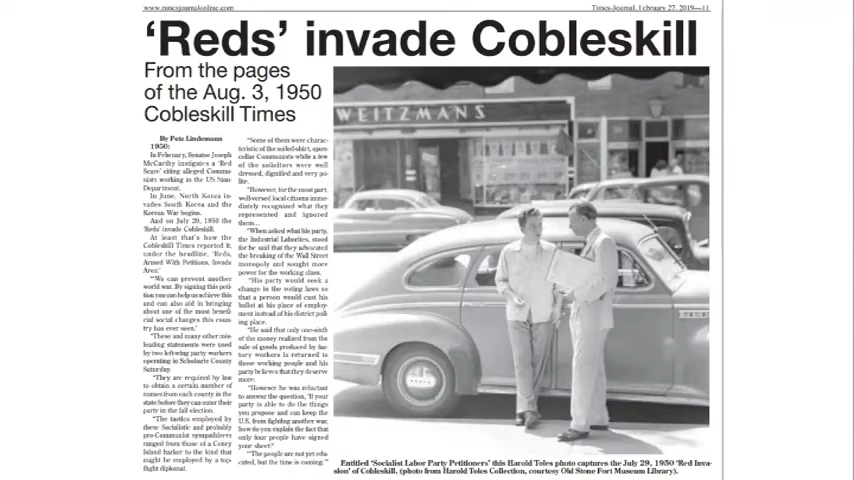 www.timesjournalonline.com
Times-Journal, February 27, 2019—11
‘Reds’ invade Cobleskill
From the pages
of the Aug. 3, 1950
Cobleskill Times
By Pete Lindemann
1950:
In February, Senator Joseph
McCarthy instigates a ‘Red
Scare’ citing alleged Commu-
nists working in the US State
Department.
In June, North Korea in-
vades South Korea and the
Korean War begins.
And on July 29, 1950 the
‘Reds’ invade Cobleskill.
At least that’s how the
Cobleskill Times reported it,
under the headline, ‘Reds,
Armed With Petitions, Invade
Area:’
“‘We can prevent another
world war. By signing this peti-
tion you can help us achieve this
and can also aid in bringing
about one of the most benefi-
cial social changes this coun-
try has ever seen.’
“These and many other mis-
leading statements were used
by two left-wing party workers
operating in Schoharie County
Saturday.
“They are required by law
to obtain a certain number of
names from each county in the
state before they can enter their
party in the fall election.
“The tactics employed by
these Socialistic and probably
pro-Communist sympathizers
ranged from those of a Coney
Island barker to the kind that
might be employed by a top-
flight diplomat.
“Some of them were charac-
teristic of the soiled-shirt, open-
collar Communists while a few
of the solicitors were well
dressed, dignified and very po-
lite.
“However, for the most part,
well-versed local citizens imme-
diately recognized what they
represented and ignored
them...
“When asked what his party,
the Industrial Laborites, stood
for he said that they advocated
the breaking of the Wall Street
monopoly and sought more
power for the working class.
“His party would seek a
change in the voting laws so
that a person would cast his
ballot at his place of employ-
ment instead of his district poll-
ing place.
“He said that only one-sixth
of the money realized from the
sale of goods produced by fac-
tory workers is returned to
those working people and his
party believes that they deserve
more.
“However he was reluctant
to answer the question, ‘If your
party is able to do the things
you propose and can keep the
U.S. from fighting another war,
how do you explain the fact that
only four people have signed
your sheet?’
“‘The people are not yet edu-
cated, but the time is coming.’”
WEITZMANS
Entitled ‘Socialist Labor Party Petitioners’ this Harold Toles photo captures the July 29, 1950 ‘Red Inva-
sion’ of Cobleskill. (photo from Harold Toles Collection, courtesy Old Stone Fort Museum Library).